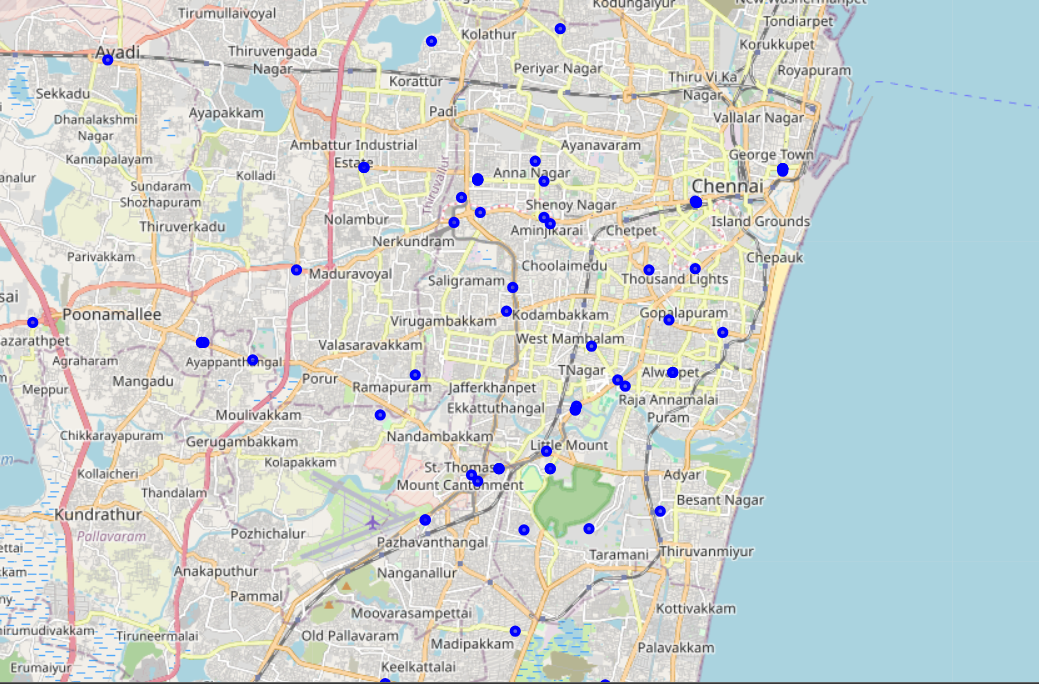 Tirumullaivoyal
Kodungaiyur
Tondiarpet
Kolathur
Korukkupet
Avadi
Thiruvengada
Nagar
Periyar Nagar
Royapuram
Korattur
Thiru Vi Ka
Nagar
Sekkadu
Ayapakkam
Padi
Vallalar Nagar
Dhanalakshmi
Nagar
Ambattur Industrial
Estate
Ayanavaram
Kannapalayam
George Town
Kolladi
Anna Nagar
Thiruvallur
Sundaram
Shozhapuram
Chennai
Nolambur
Shenoy Nagar
Island Grounds
Thiruverkadu
Aminjikarai
Chetpet
Nerkundram
Parivakkam
Chepauk
Choolaimedu
Maduravoyal
Saligramam
Thousand Lights
Poonamallee
Virugambakkam
Kodambakkam
Gopalapuram
azarathpet
West Mambalam
Valasaravakkam
Agraharam
Ayappanthangal
TNagar
Alwarpet
Meppur
Mangadu
Porur
Ramapuram
Jafferkhanpet
Raja Annamalai
Puram
Moulivakkam
Ekkattuthangal
Chikkarayapuram
Gerugambakkam
Nandambakkam
Little Mount
Kollaicheri
Kolapakkam
St. Thomas
Mount Cantonment
Adyar
Thandalam
Besant Nagar
Kundrathur
Pallavaram
Pozhichalur
Pazhavanthangal
Taramani
Thiruvanmiyur
Anakaputhur
Nanganallur
Pammal
Kottivakkam
Moovarasampettai
hirumudivakkam
Tiruneermalai
Old Pallavaram
Madipakkam
Palavakkam
Erumaiyur
Keelkattalai